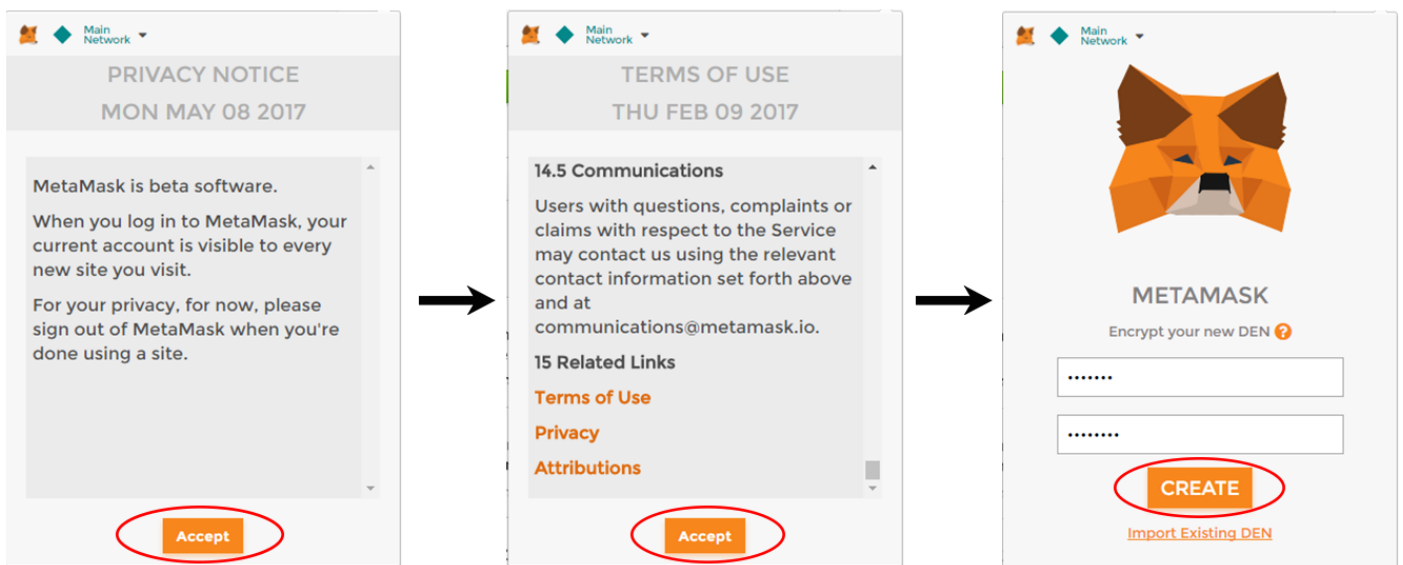 Main
Network
PRIVACY NOTICE
MON MAY 08 2017
MetaMask is beta software.
When you log in to MetaMask, your
current account is visible to every
new site you visit.
For your privacy, for now, please
sign out of MetaMask when you're
done using a site.
Accept
Main
Network
TERMS OF USE
THU FEB 09 2017
14.5 Communications
Users with questions, complaints or
claims with respect to the Service
may contact us using the relevant
contact information set forth above
and at
communications@metamask.io.
15 Related Links
Terms of Use
Privacy
Attributions
Accept
Main
Network
METAMASK
Encrypt your new DEN ?
•••••••
••••••••
CREATE
Import Existing DEN